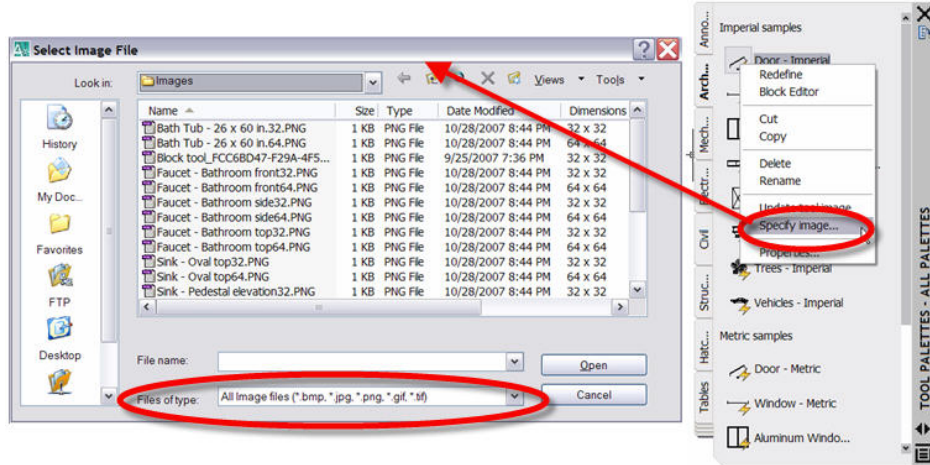 Select Image File
Look in:
Images
Views
Tools
Name Size Type Date Modified Dimensions
Bath Tub - 26 x 60 in.32.PNG 1 KB PNG File 10/28/2007 8:44 PM 32 x 32
Bath Tub - 26 x 60 in.64.PNG 1 KB PNG File 10/28/2007 8:44 PM 64 x 64
Block tool_FCC6BD47-F29A-4F5... 1 KB PNG File 9/25/2007 7:36 PM 32 x 32
Faucet - Bathroom front32.PNG 1 KB PNG File 10/28/2007 8:44 PM 32 x 32
Faucet - Bathroom front64.PNG 1 KB PNG File 10/28/2007 8:44 PM 64 x 64
Faucet - Bathroom side32.PNG 1 KB PNG File 10/28/2007 8:44 PM 32 x 32
Faucet - Bathroom side64.PNG 1 KB PNG File 10/28/2007 8:44 PM 64 x 64
Faucet - Bathroom top32.PNG 1 KB PNG File 10/28/2007 8:44 PM 32 x 32
Faucet - Bathroom top64.PNG 1 KB PNG File 10/28/2007 8:44 PM 64 x 64
Sink - Oval top32.PNG 1 KB PNG File 10/28/2007 8:44 PM 32 x 32
Sink - Oval top64.PNG 1 KB PNG File 10/28/2007 8:44 PM 64 x 64
Sink - Pedestal elevation32.PNG 1 KB PNG File 10/28/2007 8:44 PM 32 x 32
History
My Doc...
Favorites
FTP
Desktop
File name:
Open
Files of type: All Image files (*.bmp, *.jpg, *.png, *.gif, *.tif)
Cancel
Anno...
Arch...
Mech...
Electr...
Civil
Struc...
Hatc...
Tables
Imperial samples
Door - Imperial
Redefine
Block Editor
Cut
Copy
Delete
Rename
Update tool image
Specify image...
Properties...
Trees - Imperial
Vehicles - Imperial
Metric samples
Door - Metric
Window - Metric
Aluminum Windo...
TOOL PALETTES - ALL PALETTES